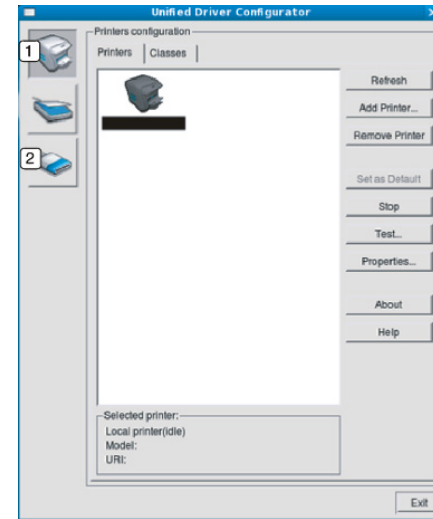 Unified Driver Configurator
Printers configuration
Printers
Classes
1
2
Refresh
Add Printer...
Remove Printer
Set as Default
Stop
Test...
Properties...
About
Help
Selected printer:
Local printer(idle)
Model:
URI:
Exit